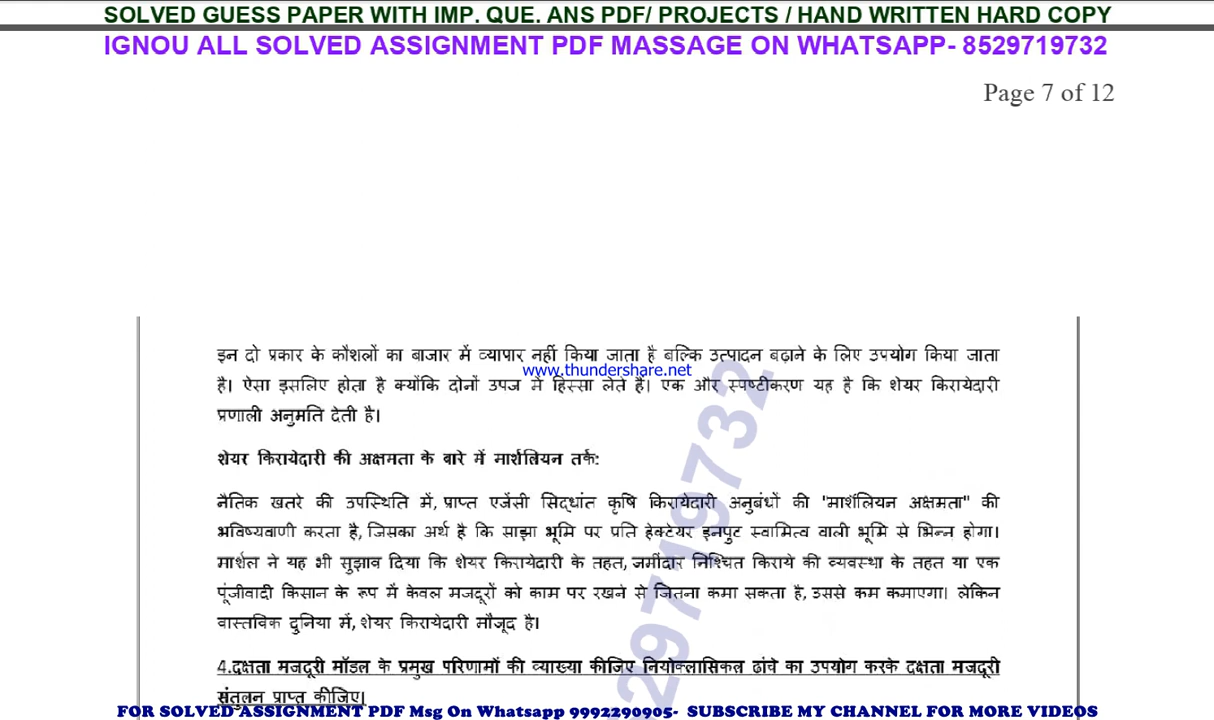 SOLVED GUESS PAPER WITH IMP. QUE. ANS PDF/ PROJECTS / HAND WRITTEN HARD COPY
IGNOU ALL SOLVED ASSIGNMENT PDF MASSAGE ON WHATSAPP- 8529719732
Page 7 of 12
इन दो प्रकार के कौशलों का बाजार में व्यापार नहीं किया जाता है बल्कि उत्पादन बढ़ाने के लिए उपयोग किया जाता
www.thundershare.net
है। ऐसा इसलिए होता है क्योंकि दोनों उपज में हिस्सा लेते हैं। एक और स्पष्टीकरण यह है कि शेयर किरायेदारी
प्रणाली अनुमति देती है।
शेयर किरायेदारी की अक्षमता के बारे में मार्शलियन तर्क:
नैतिक खतरे की उपस्थिति में, प्राप्त एजेंसी सिद्धांत कृषि किरायेदारी अनुबंधों की "मार्शलियन अक्षमता" की
भविष्यवाणी करता है, जिसका अर्थ है कि साझा भूमि पर प्रति हेक्टेयर इनपुट स्वामित्व वाली भूमि से भिन्न होगा।
मार्शल ने यह भी सुझाव दिया कि शेयर किरायेदारी के तहत, जमींदार निश्चित किराये की व्यवस्था के तहत या एक
पूंजीवादी किसान के रूप में केवल मजदूरों को काम पर रखने से जितना कमा सकता है, उससे कम कमाएगा। लेकिन
वास्तविक दुनिया में, शेयर किरायेदारी मौजूद है।
4.दक्षता मजदूरी मॉडल के प्रमुख परिणामों की व्याख्या कीजिए नियोक्लासिकल ढांचे का उपयोग करके दक्षता मजदूरी
संतुलन प्राप्त कीजिए।
29719732
FOR SOLVED ASSIGNMENT PDF Msg On Whatsapp 9992290905- SUBSCRIBE MY CHANNEL FOR MORE VIDEOS